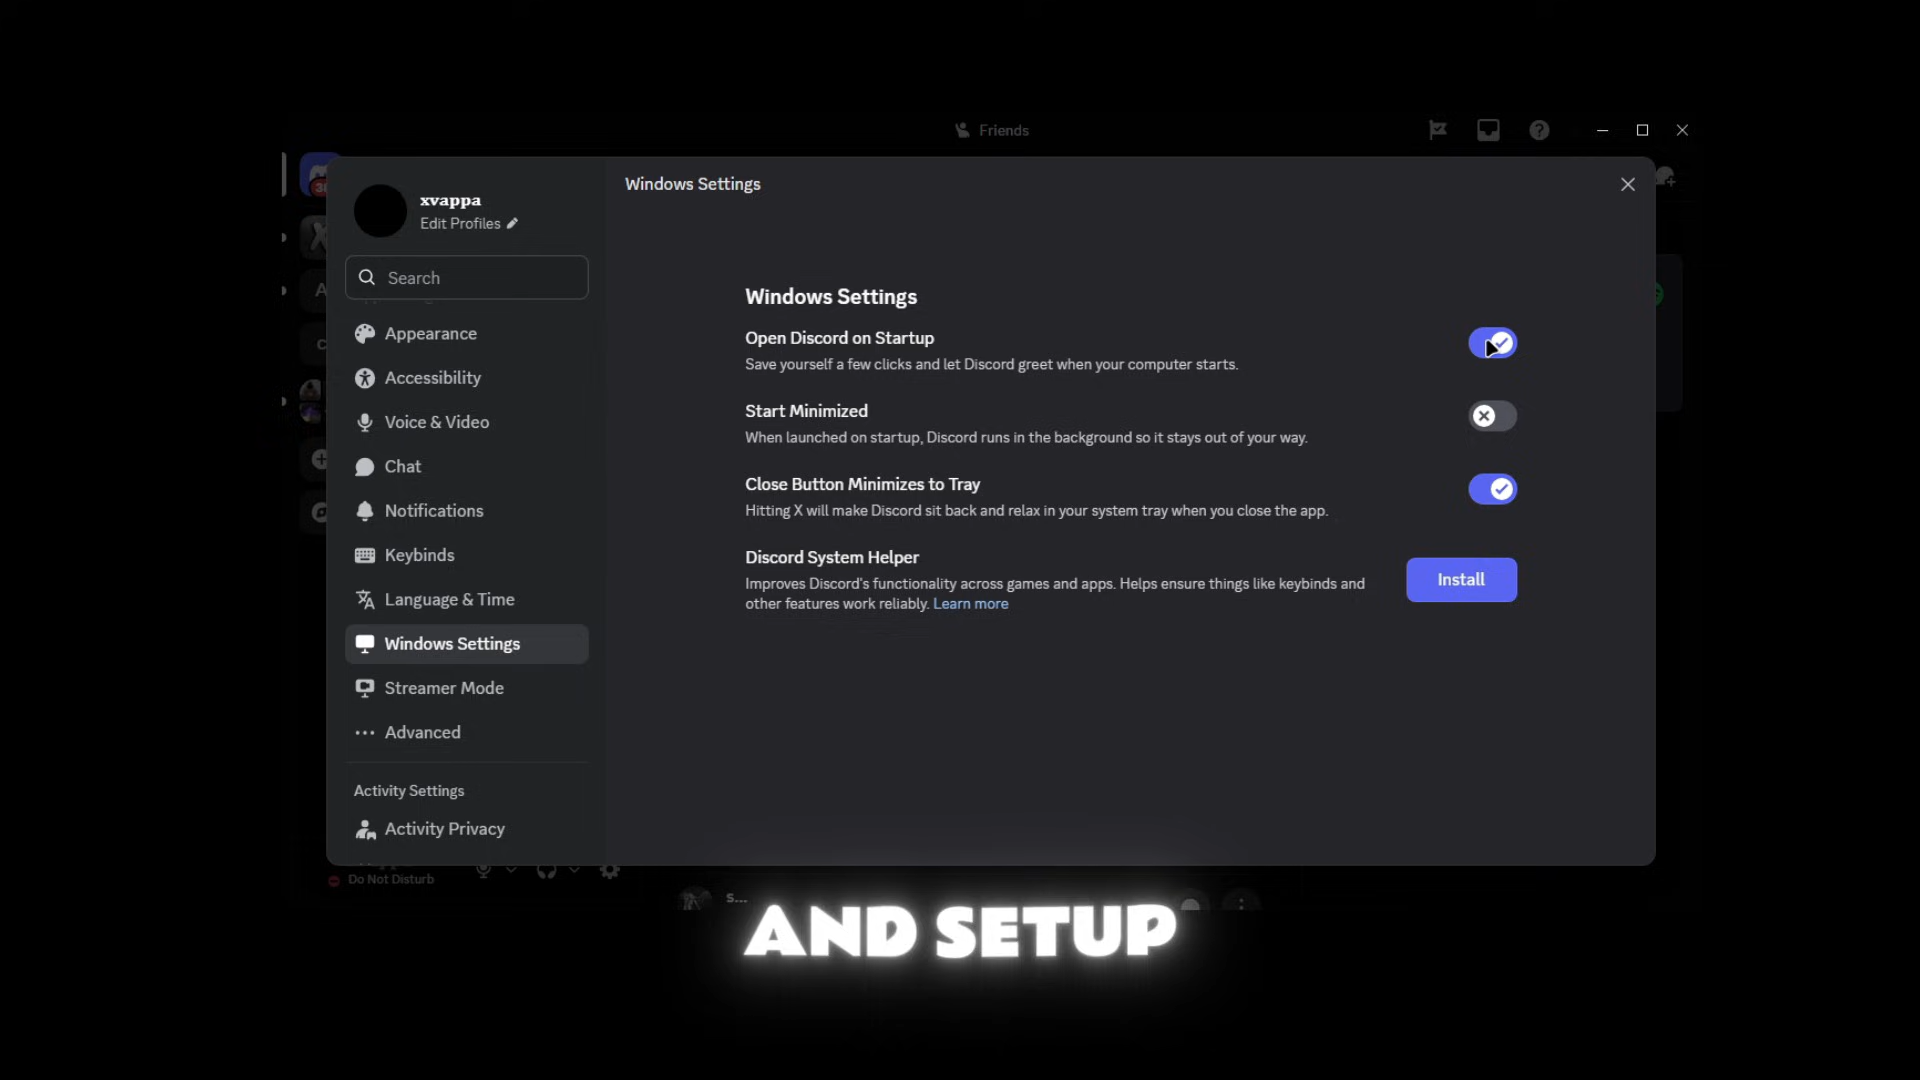 Friends
Windows Settings
xvappa
Edit Profiles
Search
Appearance
Accessibility
Voice & Video
Chat
Notifications
Keybinds
Language & Time
Windows Settings
Streamer Mode
Advanced
Activity Settings
Activity Privacy
Do Not Disturb
Windows Settings
Open Discord on Startup
Save yourself a few clicks and let Discord greet when your computer starts.
Start Minimized
When launched on startup, Discord runs in the background so it stays out of your way.
Close Button Minimizes to Tray
Hitting X will make Discord sit back and relax in your system tray when you close the app.
Discord System Helper
Improves Discord's functionality across games and apps. Helps ensure things like keybinds and
other features work reliably. Learn more
Install
s...
AND SETUP